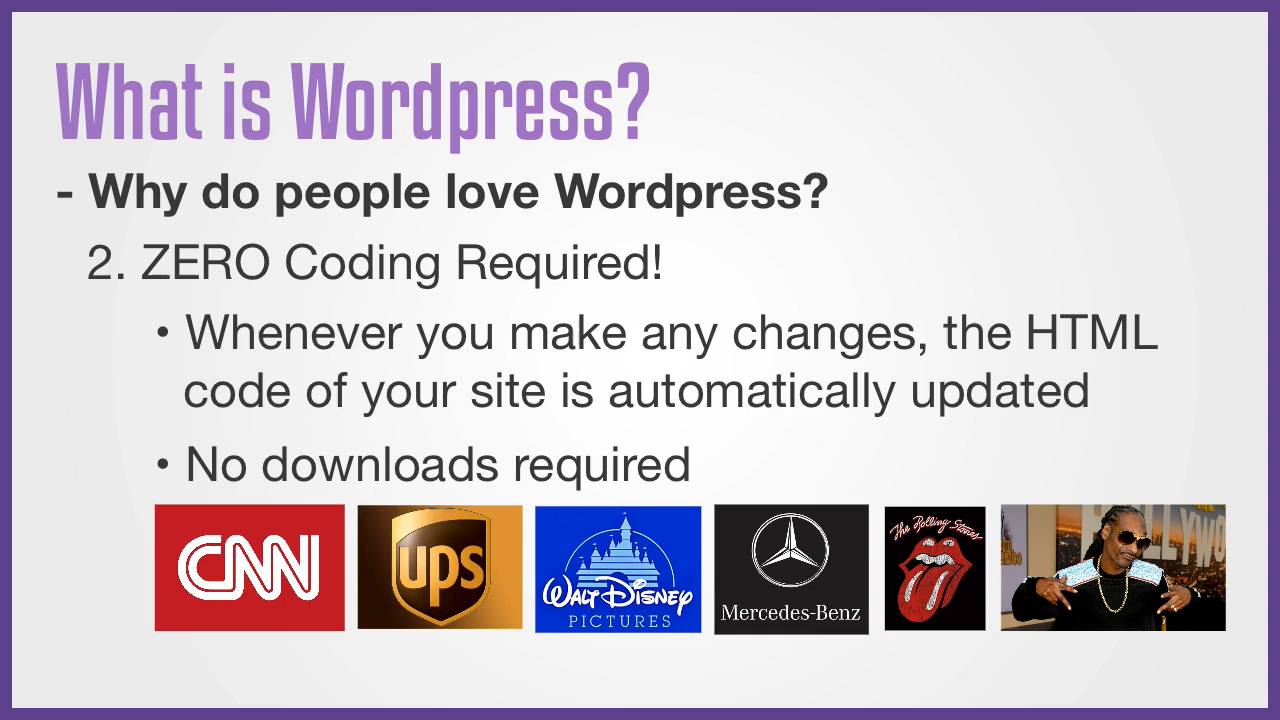 What is Wordpress?
- Why do people love Wordpress?
2. ZERO Coding Required!
• Whenever you make any changes, the HTML
code of your site is automatically updated
• No downloads required
CNN
ups
WALT DISNEY
PICTURES
Mercedes-Benz
The Rolling Stones
HOLLYWO